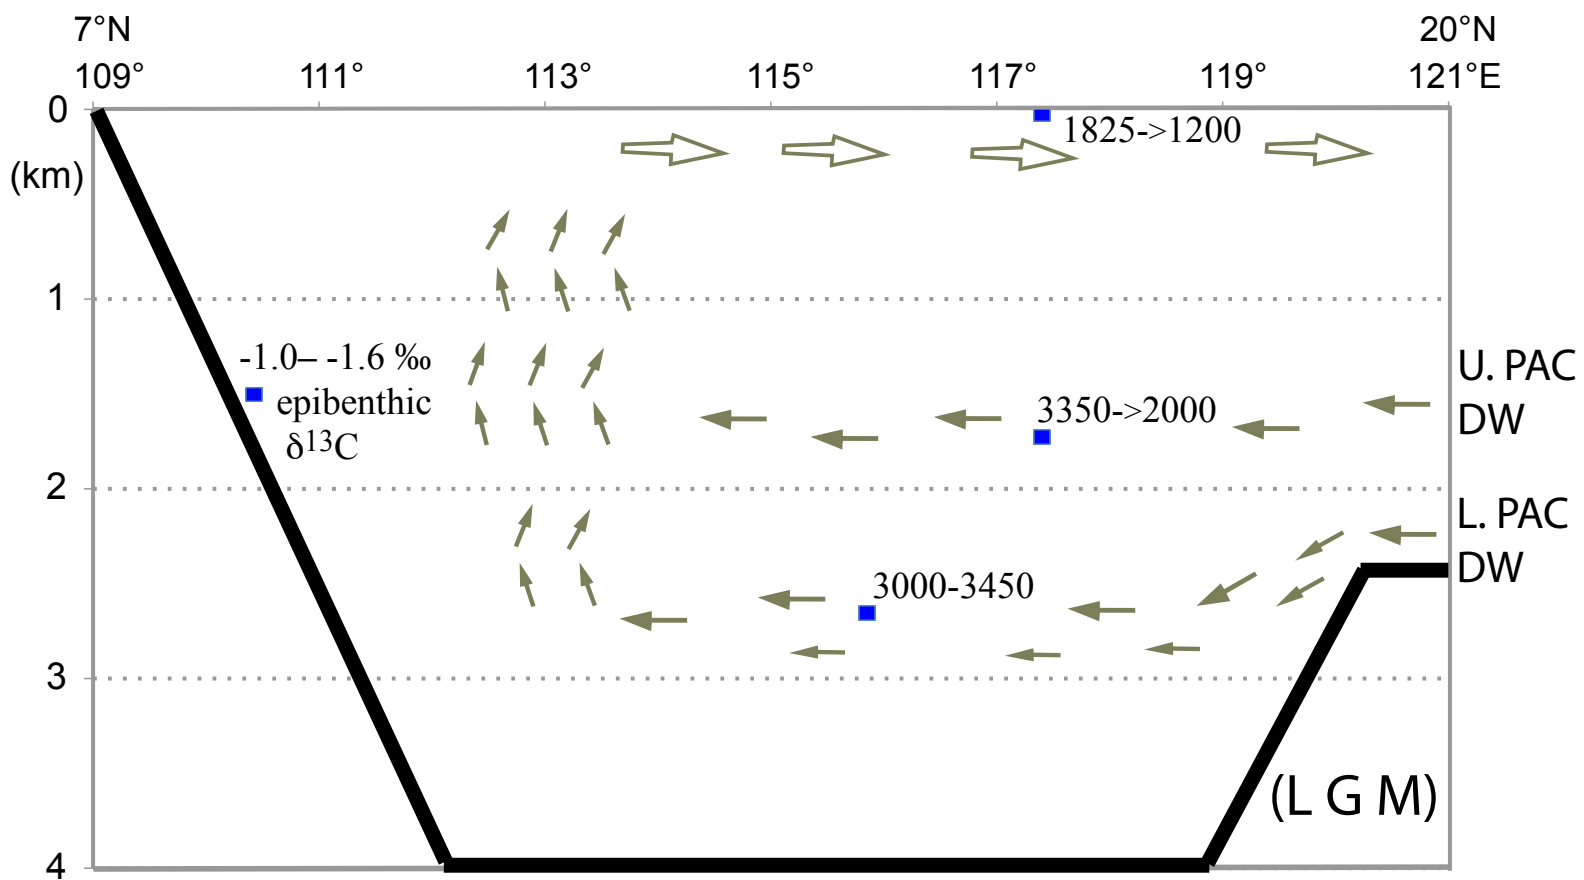 7°N 20°N
109° 111° 113° 115° 117° 119° 121°E
0
1825->1200
(km)
1
-1.0– -1.6 ‰
epibenthic
δ¹³C
U. PAC
DW
3350->2000
2
L. PAC
DW
3000-3450
3
(L G M)
4